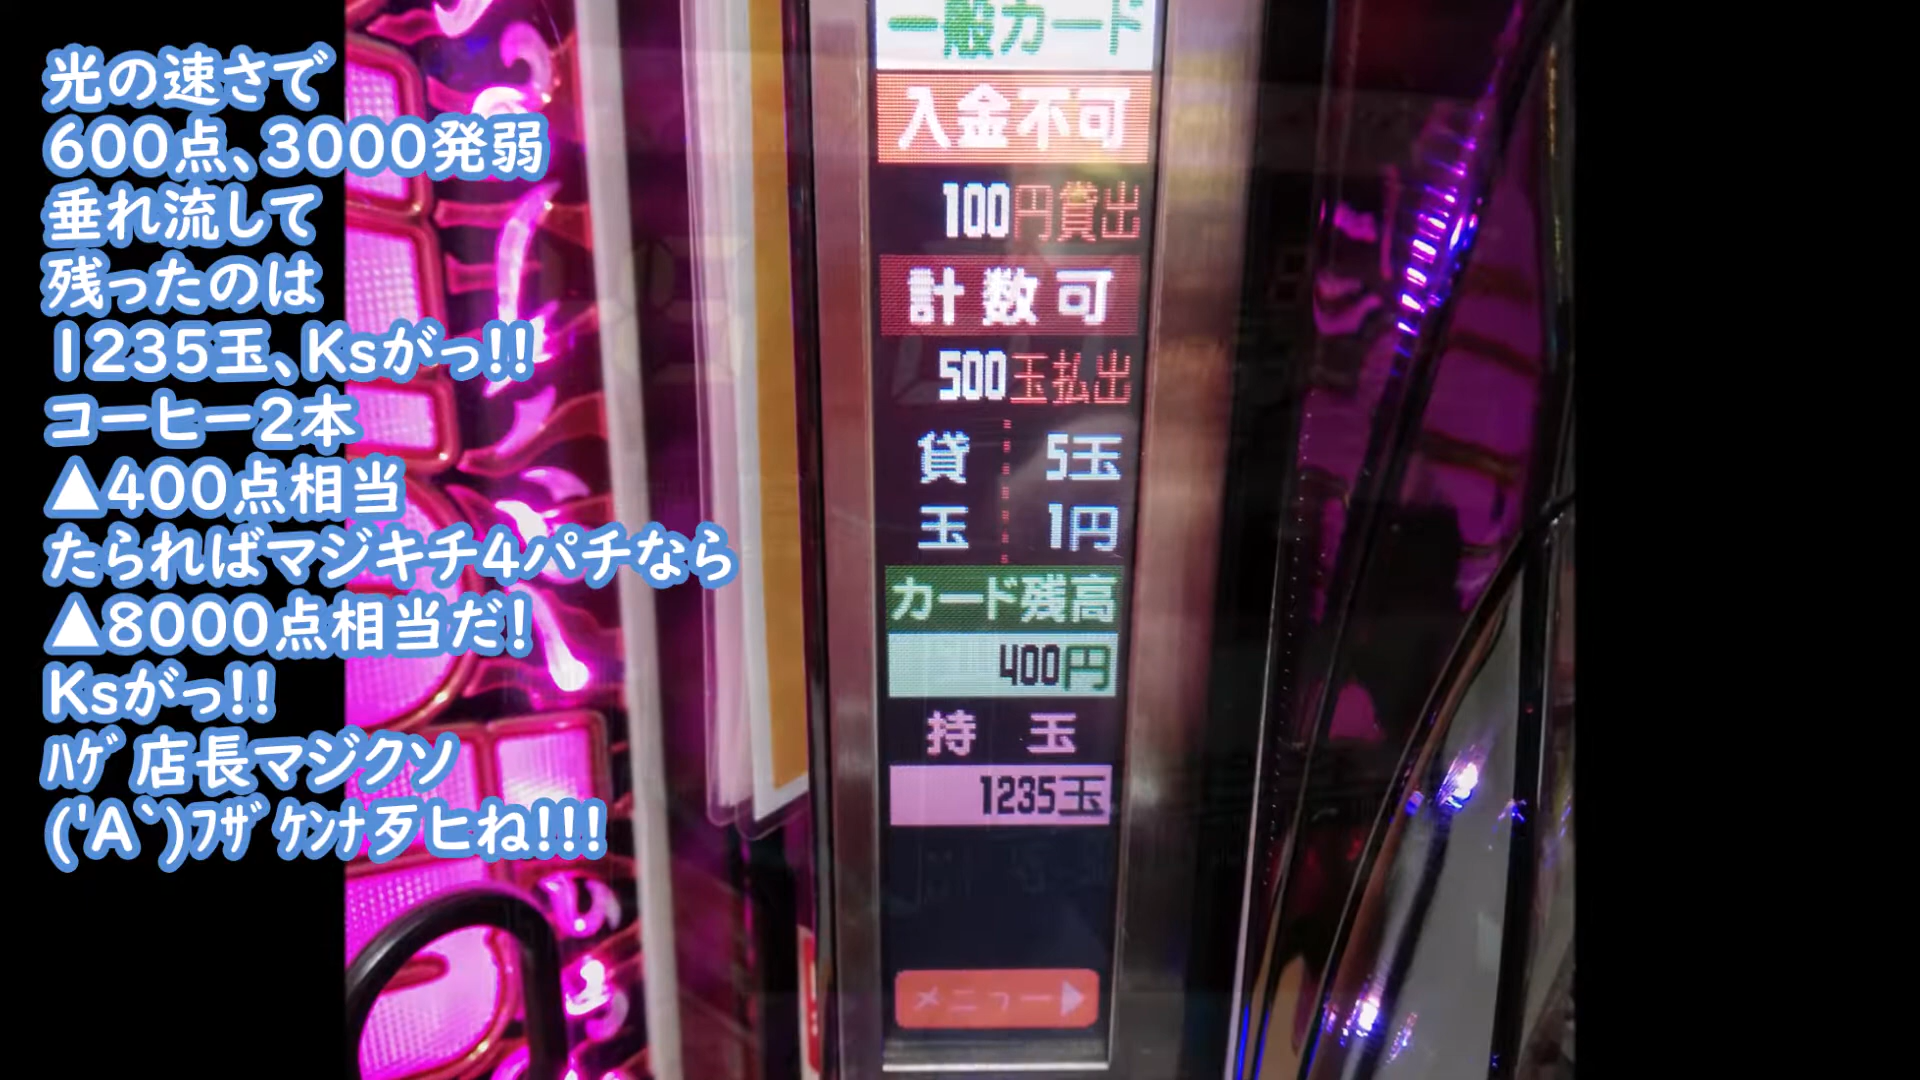 光の速さで
600点、3000発弱
垂れ流して
残ったのは
1235玉、Ksがっ!!
コーヒー2本
▲400点相当
たらればマジキチ4パチなら
▲8000点相当だ!
Ksがっ!!
ﾊｹﾞ店長マジクソ
('A`)ﾌｻﾞｹﾝﾅ歹ヒね!!!
一般カード
入金不可
100円貸出
計数可
500玉払出
貸 5玉
玉 1円
カード残高
400円
持 玉
1235玉
メニュー▶